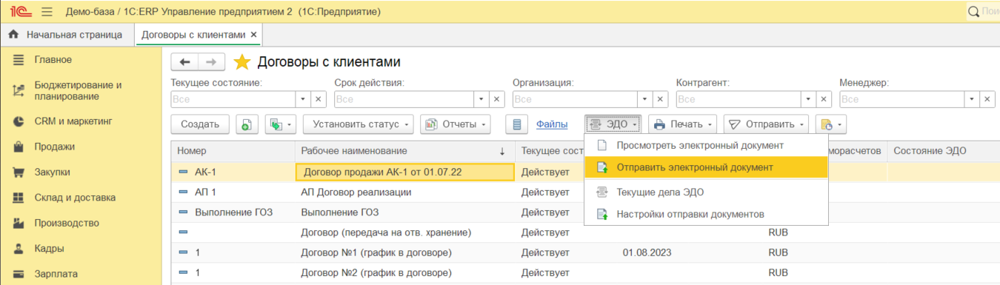 1С Демо-база / 1С:ERP Управление предприятием 2 (1С:Предприятие) Пои
Начальная страница Договоры с клиентами ×
Главное
Бюджетирование и
планирование
CRM и маркетинг
Продажи
Закупки
Склад и доставка
Производство
Кадры
Зарплата
Договоры с клиентами
Текущее состояние: Срок действия: Организация: Контрагент: Менеджер:
Все Все Все Все Все
Создать Установить статус Отчеты Файлы ЭДО Печать Отправить
Просмотреть электронный документ
Отправить электронный документ
Текущие дела ЭДО
Настройки отправки документов
Номер Рабочее наименование ↓ Текущее сост морасчетов Состояние ЭДО
АК-1 Договор продажи АК-1 от 01.07.22 Действует
АП 1 АП Договор реализации Действует
Выполнение ГОЗ Выполнение ГОЗ Действует
Договор (передача на отв. хранение) Действует RUB
1 Договор №1 (график в договоре) Действует 01.08.2023 RUB
1 Договор №2 (график в договоре) Действует RUB